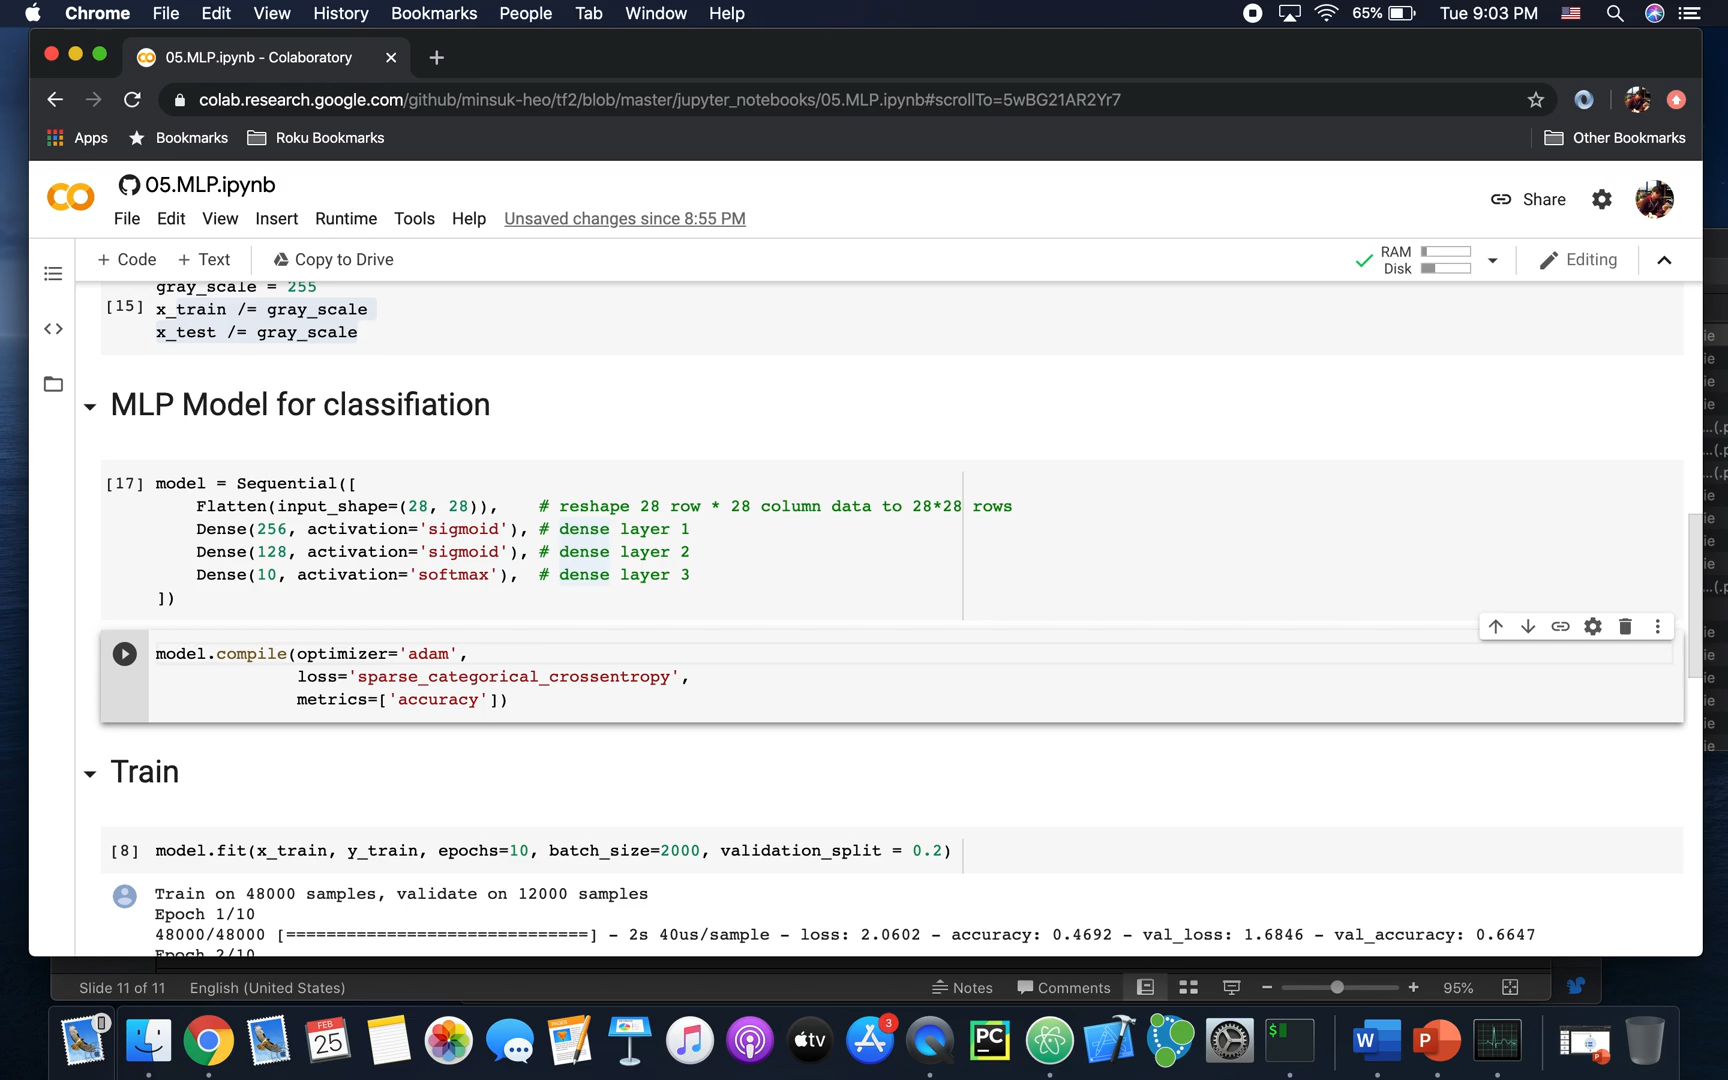 Chrome File Edit View History Bookmarks People Tab Window Help 65% Tue 9:03 PM
05.MLP.ipynb - Colaboratory
colab.research.google.com/github/minsuk-heo/tf2/blob/master/jupyter_notebooks/05.MLP.ipynb#scrollTo=5wBG21AR2Yr7
Apps Bookmarks Roku Bookmarks Other Bookmarks
05.MLP.ipynb
Share
File Edit View Insert Runtime Tools Help Unsaved changes since 8:55 PM
+ Code + Text Copy to Drive RAM Disk Editing
gray_scale = 255
[15] x_train /= gray_scale
x_test /= gray_scale
MLP Model for classifiation
[17] model = Sequential([
Flatten(input_shape=(28, 28)), # reshape 28 row * 28 column data to 28*28 rows
Dense(256, activation='sigmoid'), # dense layer 1
Dense(128, activation='sigmoid'), # dense layer 2
Dense(10, activation='softmax'), # dense layer 3
])
model.compile(optimizer='adam',
loss='sparse_categorical_crossentropy',
metrics=['accuracy'])
Train
[8] model.fit(x_train, y_train, epochs=10, batch_size=2000, validation_split = 0.2)
Train on 48000 samples, validate on 12000 samples
Epoch 1/10
48000/48000 [==============================] - 2s 40us/sample - loss: 2.0602 - accuracy: 0.4692 - val_loss: 1.6846 - val_accuracy: 0.6647
Epoch 2/10
Slide 11 of 11 English (United States) Notes Comments 95%
FEB
25
PAGES
tv
3
PC
$
W
P